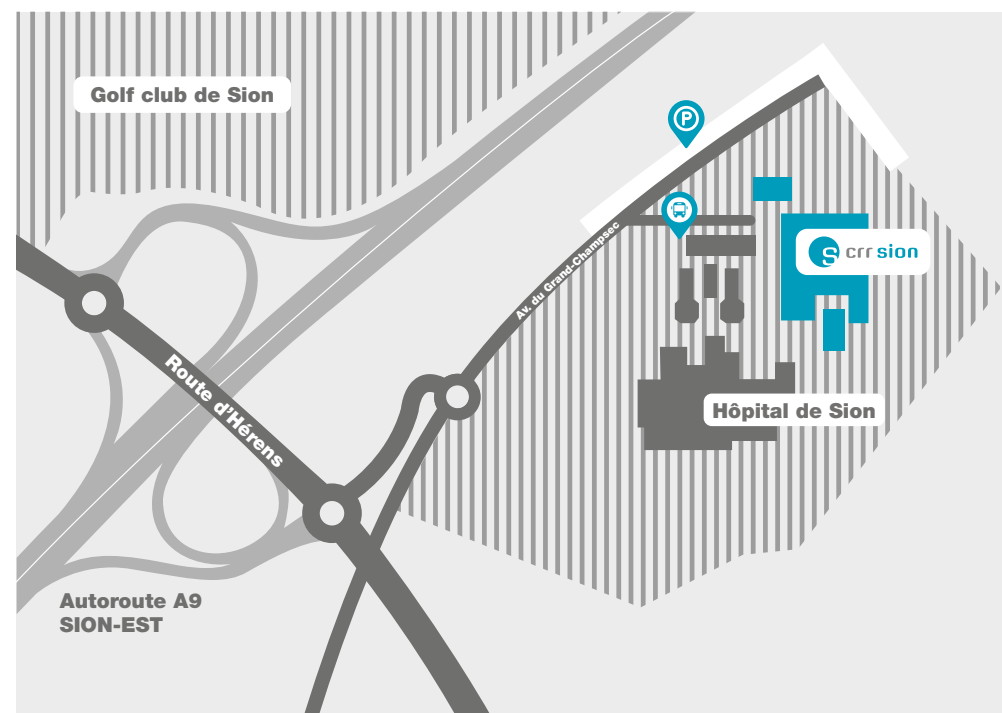 Golf club de Sion
P
Av. du Grand-Champsec
S crr sion
Route d'Hérens
Hôpital de Sion
Autoroute A9
SION-EST